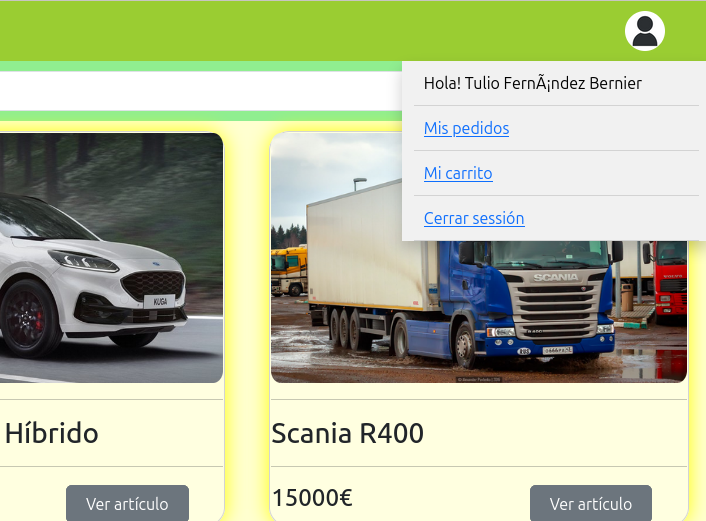 Hola! Tulio FernÃ¡ndez Bernier
Mis pedidos
Mi carrito
Cerrar sessión
KUGA
SCANIA
Híbrido
Scania R400
15000€
Ver artículo
Ver artículo